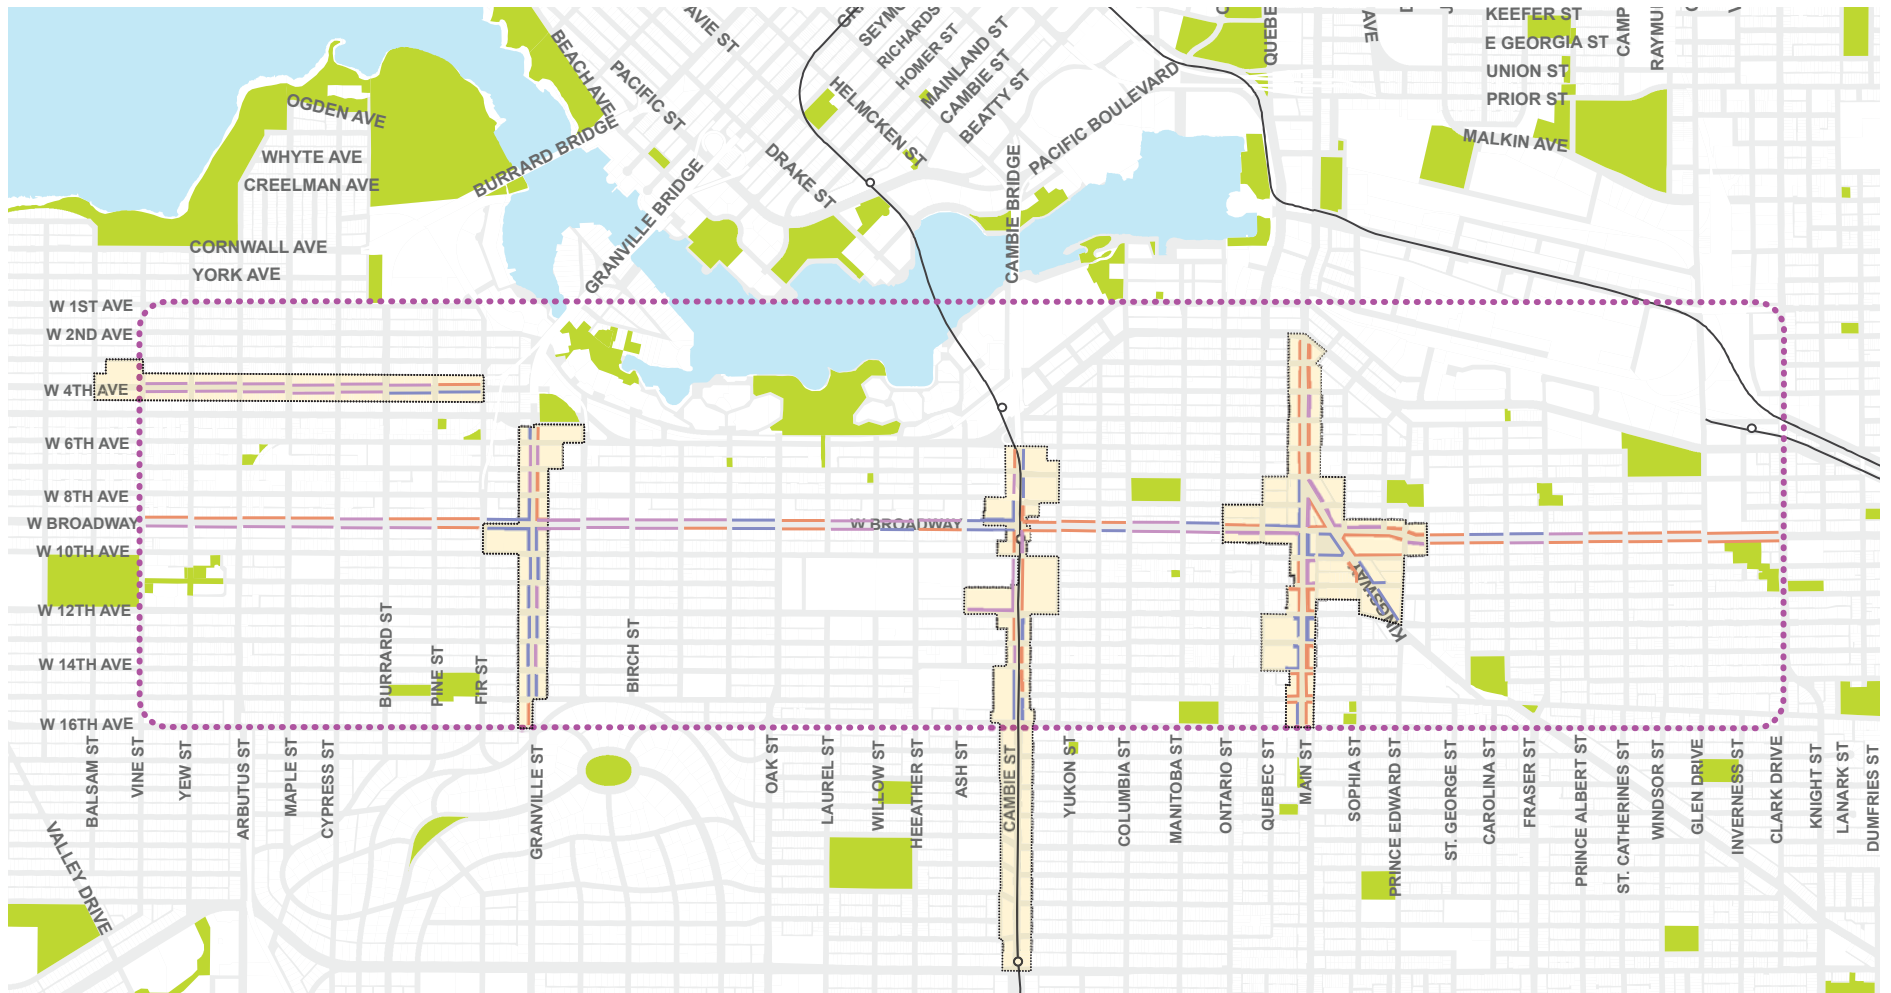 KEEFER ST
E GEORGIA ST
UNION ST
PRIOR ST
MALKIN AVE
QUEBE
AVE
CAMP
RAYMU
AVIE ST
SEYM
RICHARDS
HOMER ST
MAINLAND ST
CAMBIE ST
BEATTY ST
HELMCKEN ST
PACIFIC BOULEVARD
BEACH AVE
PACIFIC ST
DRAKE ST
BURRARD BRIDGE
GRANVILLE BRIDGE
CAMBIE BRIDGE
OGDEN AVE
WHYTE AVE
CREELMAN AVE
CORNWALL AVE
YORK AVE
W 1ST AVE
W 2ND AVE
W 4TH AVE
W 6TH AVE
W 8TH AVE
W BROADWAY
W BROADWAY
W 10TH AVE
W 12TH AVE
W 14TH AVE
W 16TH AVE
BURRARD ST
PINE ST
FIR ST
BIRCH ST
KINGSWAY
BALSAM ST
VINE ST
YEW ST
ARBUTUS ST
MAPLE ST
CYPRESS ST
GRANVILLE ST
OAK ST
LAUREL ST
WILLOW ST
HEEATHER ST
ASH ST
CAMBIE ST
YUKON ST
COLUMBIA ST
MANITOBA ST
ONTARIO ST
QUEBEC ST
MAIN ST
SOPHIA ST
PRINCE EDWARD ST
ST. GEORGE ST
CAROLINA ST
FRASER ST
PRINCE ALBERT ST
ST. CATHERINES ST
WINDSOR ST
GLEN DRIVE
INVERNESS ST
CLARK DRIVE
KNIGHT ST
LANARK ST
DUMFRIES ST
VALLEY DRIVE